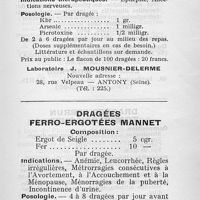 tions nerveuses.
Posologie. — Par dragée :
Kbr 1 gr.
Arsenic 1 milligr.
Picrotoxine 1/2 milligr.
De 2 à 6 dragées par jour au milieu des repas.
(Doses supplémentaires en cas de besoin.)
Littérature et échantillons sur demande.
Prix au public : Le flacon de 100 dragées : 20 francs.
Laboratoire J. MOUSNIER-DELERME
Nouvelle adresse :
28, rue Velpeau — ANTONY (Seine).
(Tél. : 225.)
DRAGÉES
FERRO-ERGOTÉES MANNET
Composition :
Ergot de Seigle 5 cgr.
Fer 10 —
Par dragée.
Indications. — Anémie, Leucorrhée, Règles
irrégulières, Métrorragies consécutives à
l'Avortement, à l'Accouchement et à la
Ménopause, Ménorragies de la puberté,
Incontinence d'urine.
Posologie. — 4 à 8 dragées par jour avant